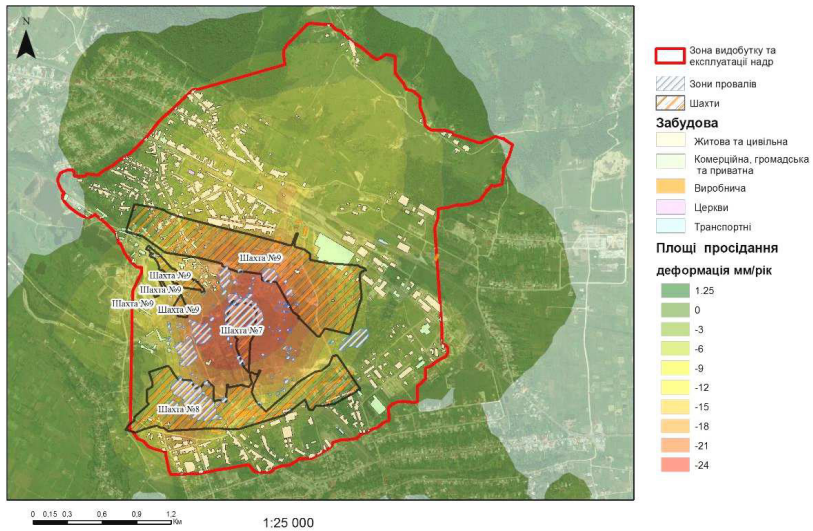 N
Шахта №9
Шахта №9
Шахта №9
Шахта №9
Шахта №9
Шахта №7
Шахта №8
Зона видобутку та
експлуатації надр
Зони провалів
Шахти
Забудова
Житова та цивільна
Комерційна, громадська
та приватна
Виробнича
Церкви
Транспортні
Площі просідання
деформація мм/рік
1.25
0
-3
-6
-9
-12
-15
-18
-21
-24
0 0,15 0,3 0,6 0,9 1,2
Км
1:25 000